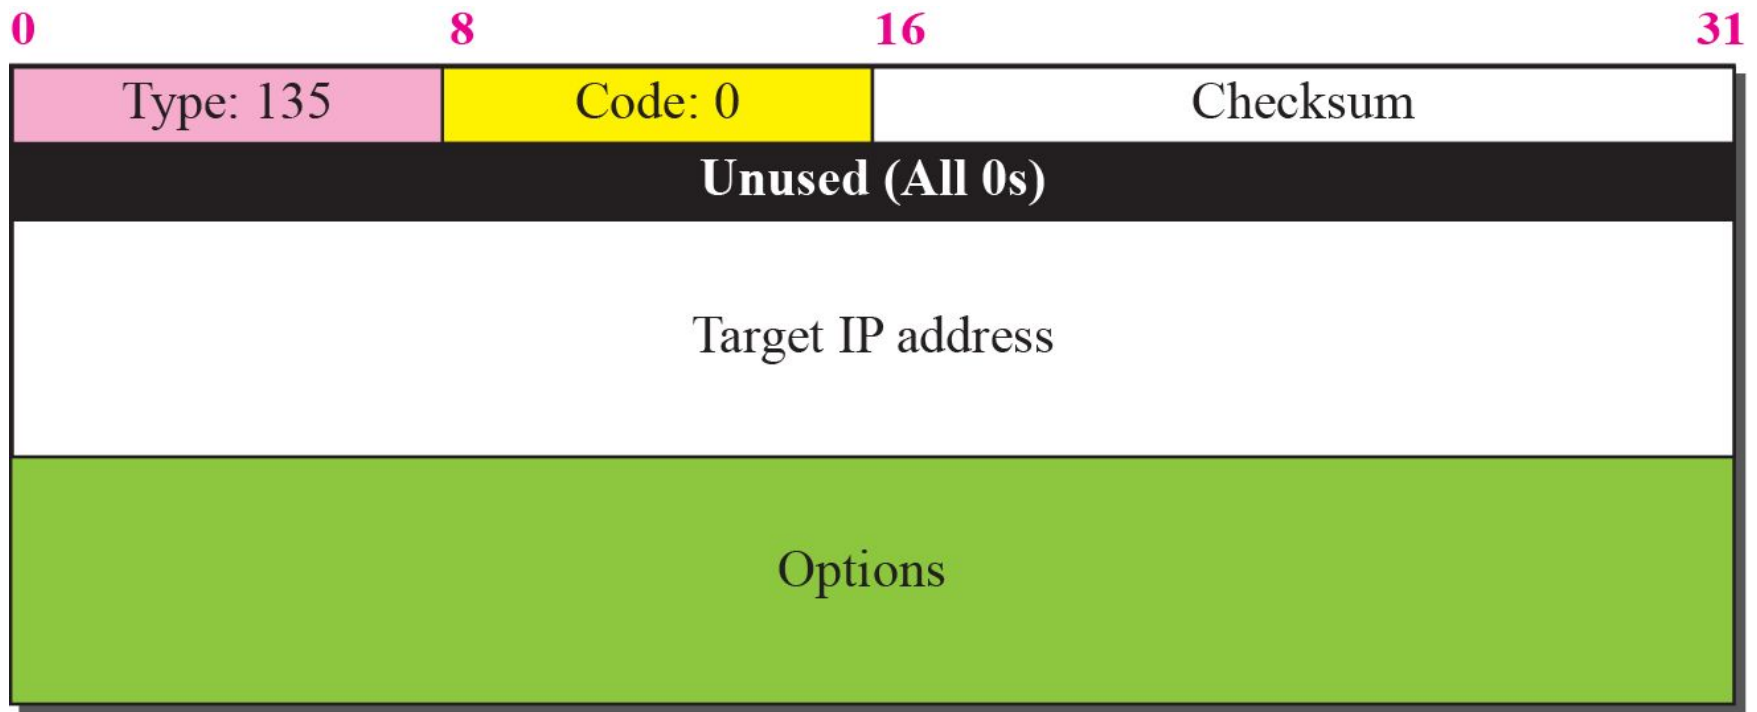 0 8 16 31
Type: 135 Code: 0 Checksum
Unused (All 0s)
Target IP address
Options